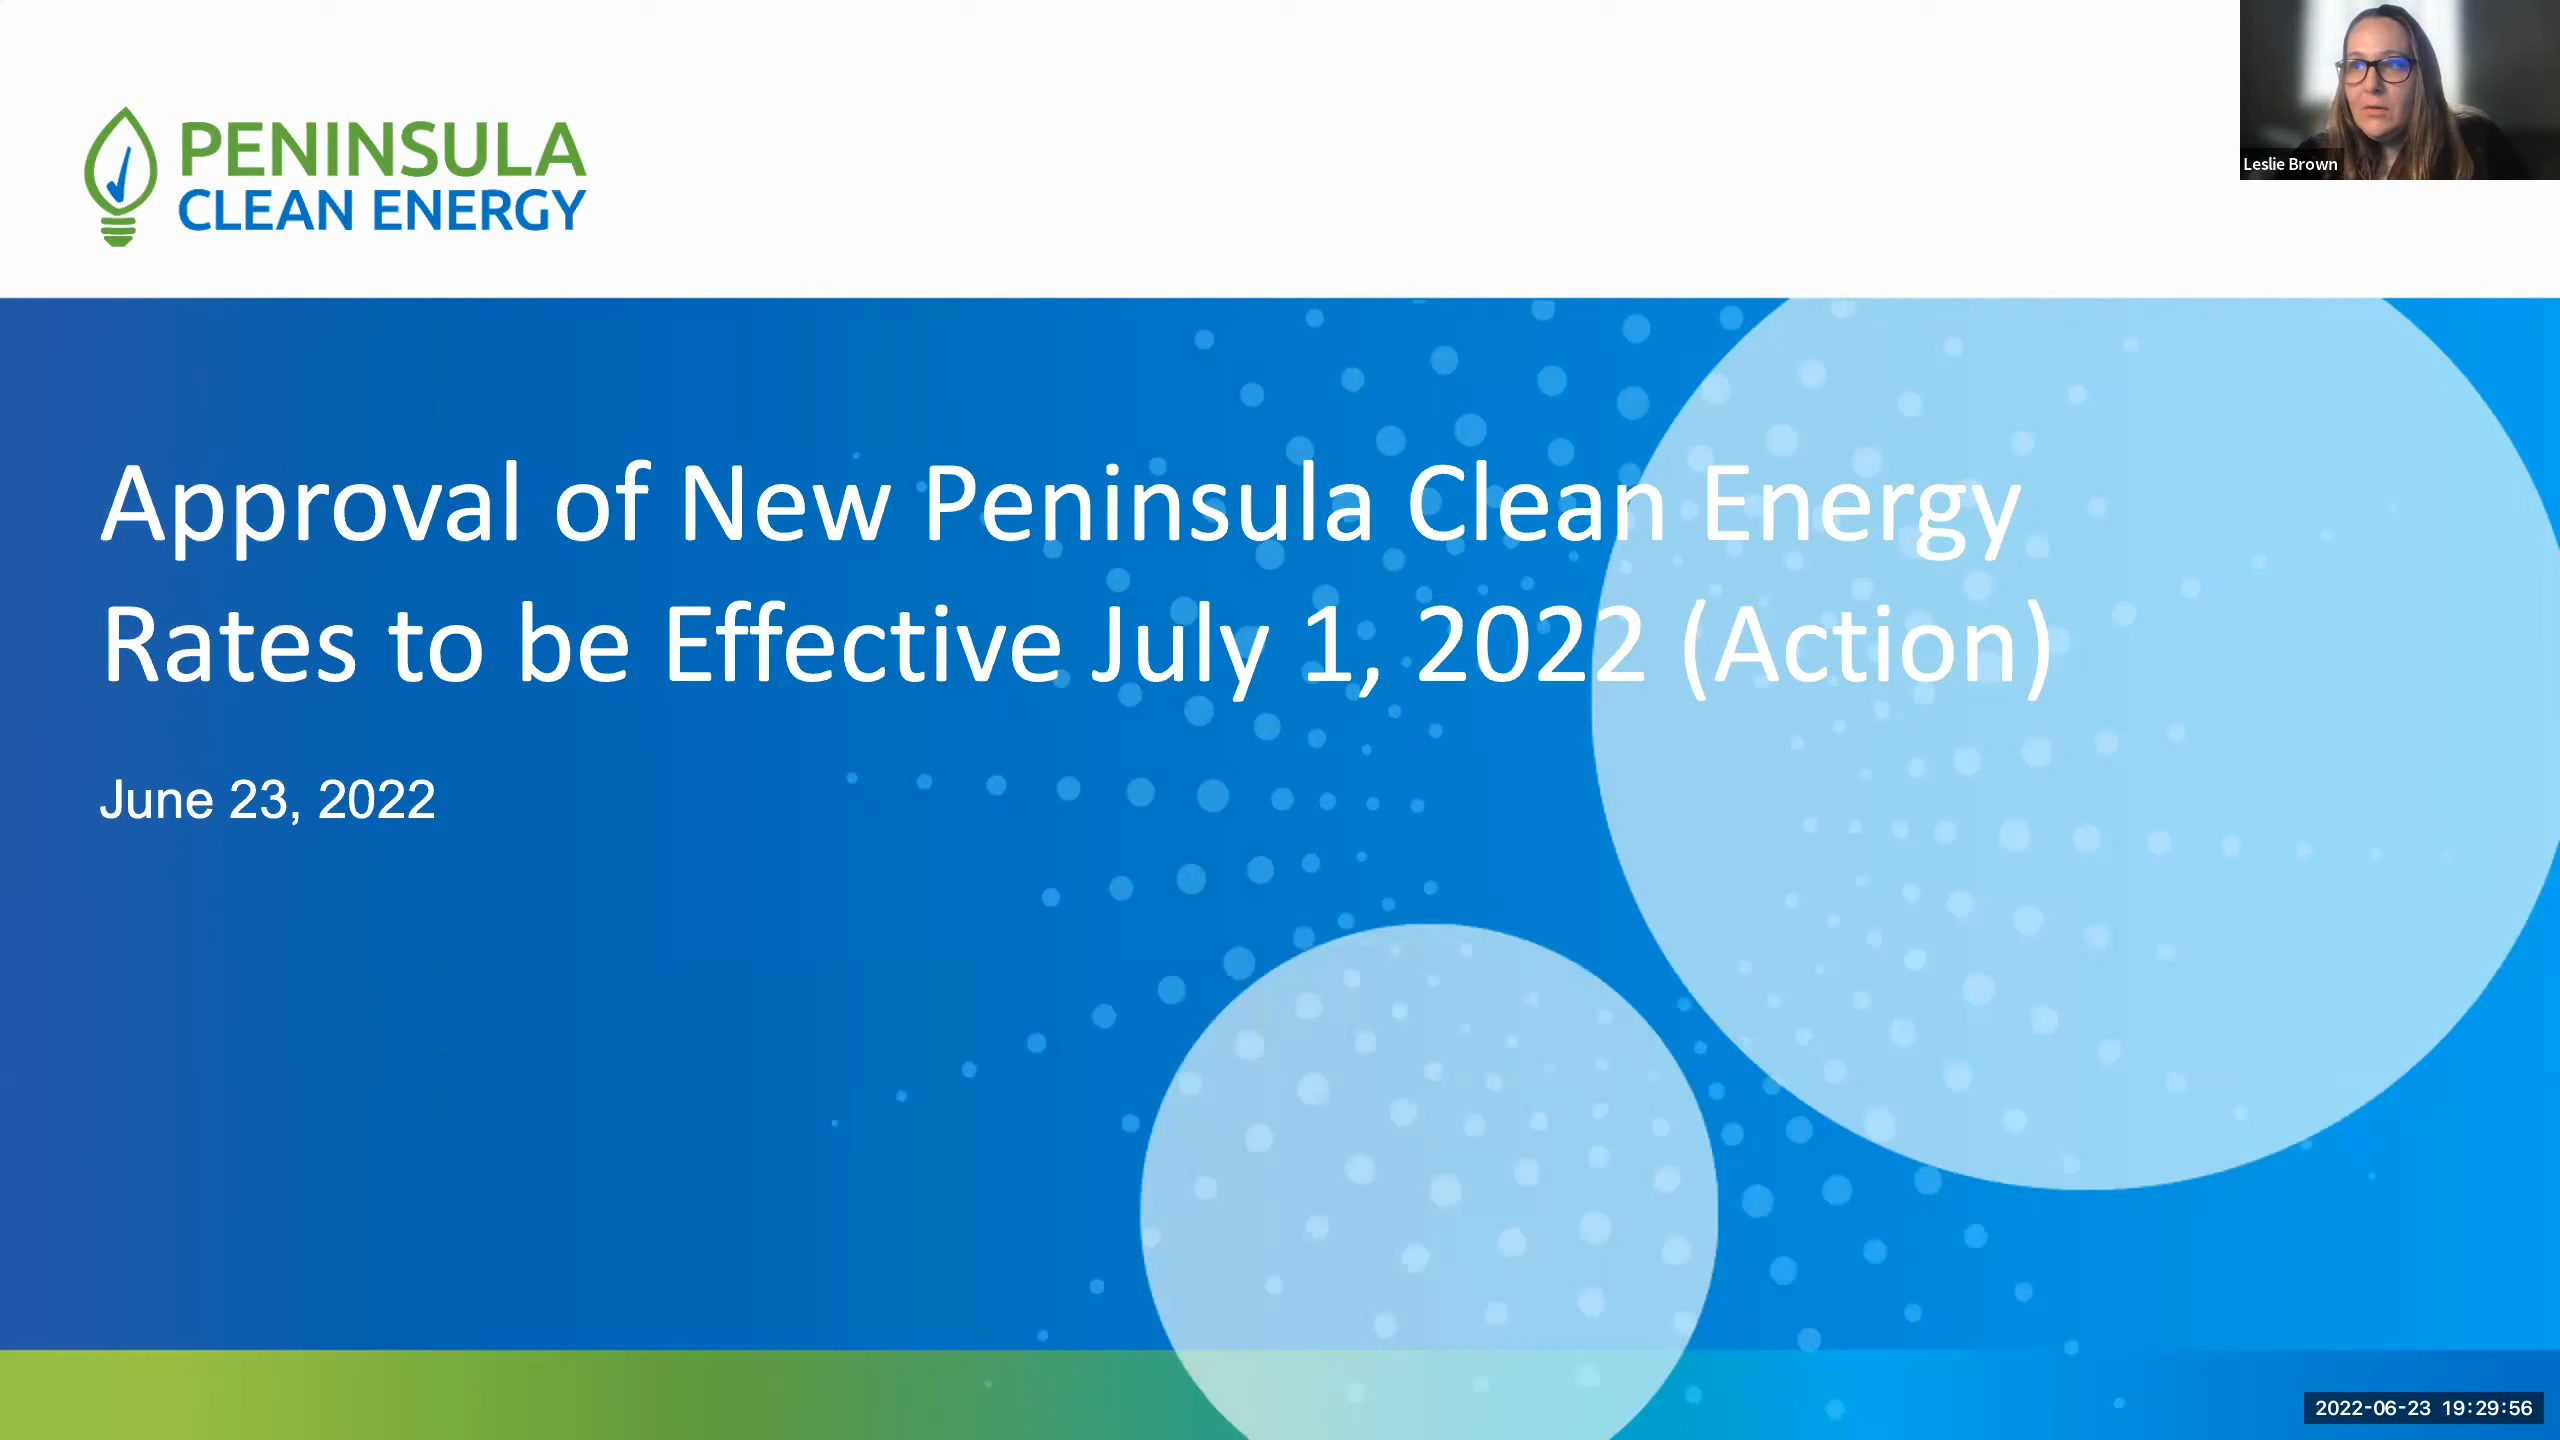 PENINSULA
CLEAN ENERGY
Leslie Brown
Approval of New Peninsula Clean Energy
Rates to be Effective July 1, 2022 (Action)
June 23, 2022
2022-06-23 19:29:56